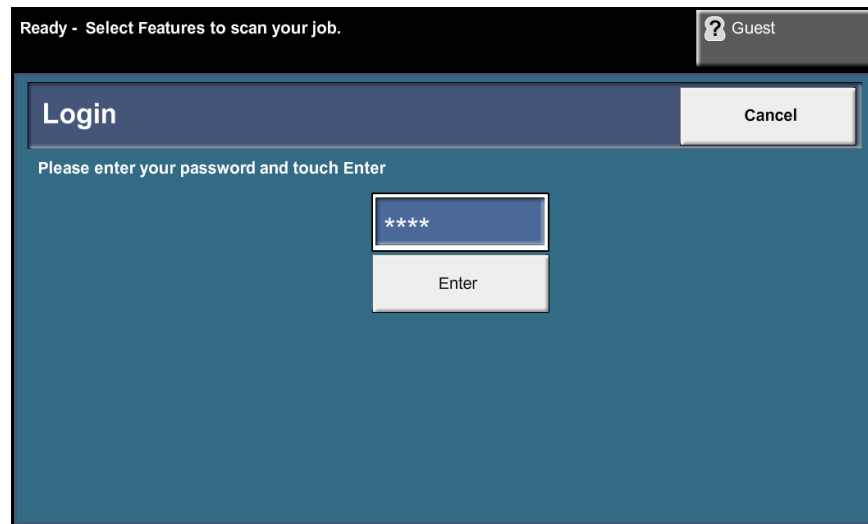 Ready - Select Features to scan your job.
? Guest
Login
Cancel
Please enter your password and touch Enter
****
Enter